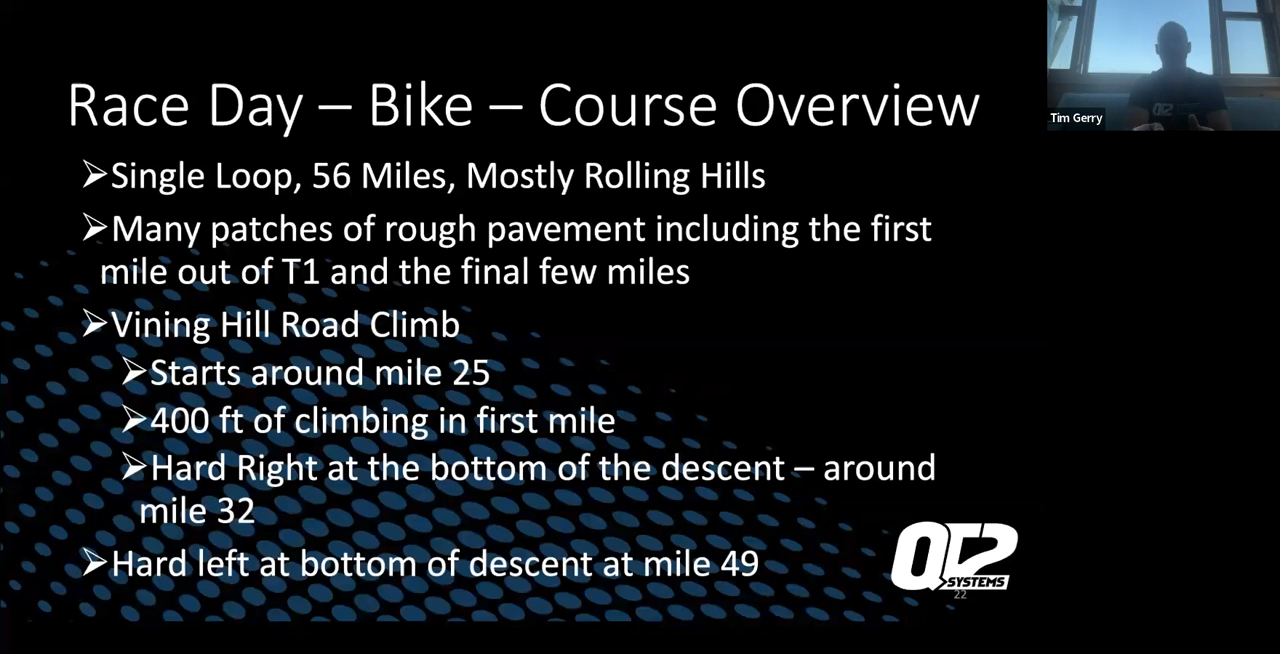 Race Day – Bike – Course Overview
Tim Gerry
➢Single Loop, 56 Miles, Mostly Rolling Hills
➢Many patches of rough pavement including the first
mile out of T1 and the final few miles
➢Vining Hill Road Climb
➢Starts around mile 25
➢400 ft of climbing in first mile
➢Hard Right at the bottom of the descent – around
mile 32
➢Hard left at bottom of descent at mile 49
QT2
SYSTEMS
22